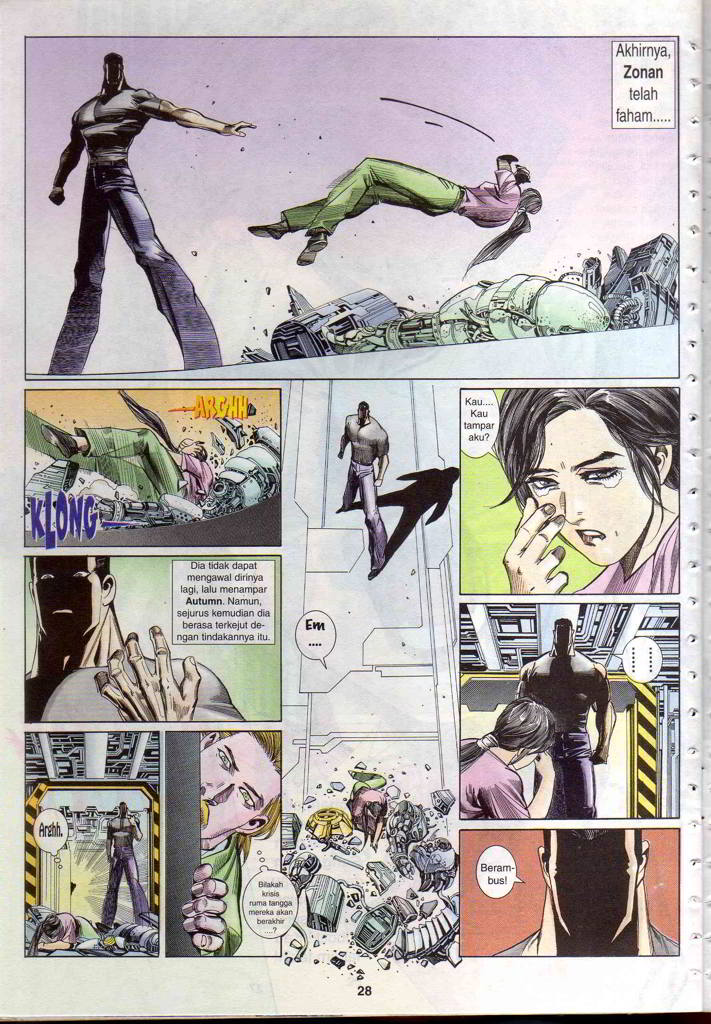 Akhirnya,
Zonan
telah
faham.....
ARGHH
KLONG
Dia tidak dapat
mengawal dirinya
lagi, lalu menampar
Autumn. Namun,
sejurus kemudian dia
berasa terkejut de-
ngan tindakannya itu.
Em
....
Kau....
Kau
tampar
aku?
Arghh.
Bilakah
krisis
ruma tangga
mereka akan
berakhir
....?
Beram-
bus!
28